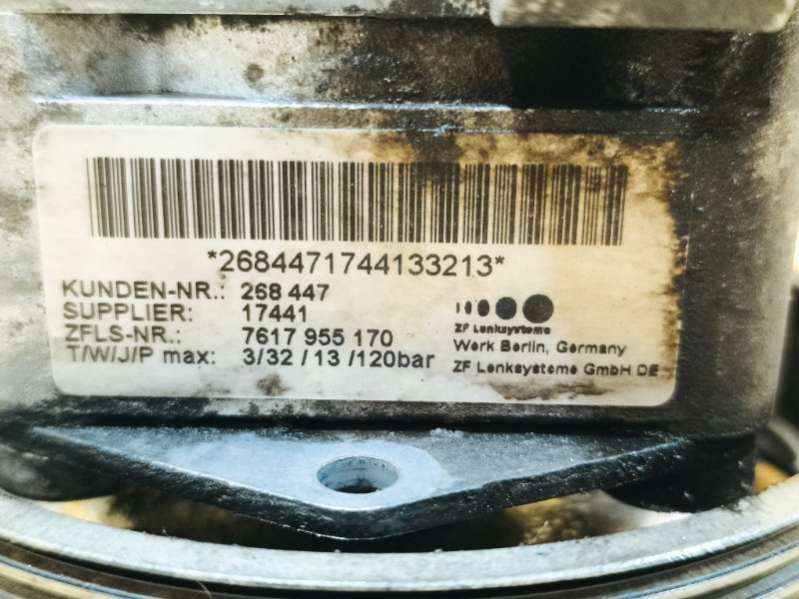 *2684471744133213*
KUNDEN-NR.: 268 447
SUPPLIER: 17441
ZFLS-NR.: 7617 955 170
T/W/J/P max: 3/32 / 13 /120bar
ZF Lenksysteme
Werk Berlin, Germany
ZF Lenksysteme GmbH DE